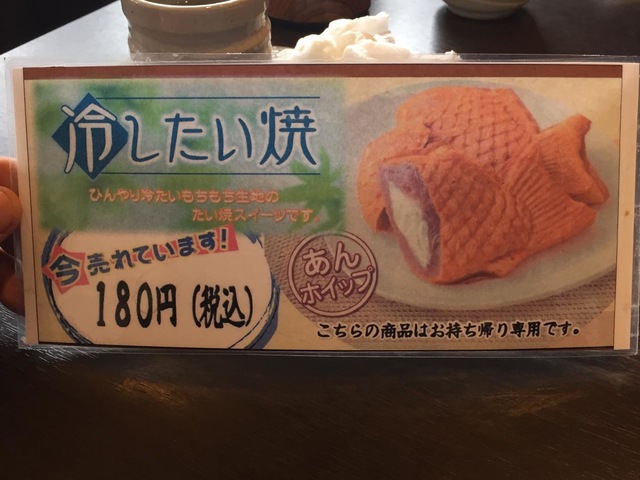 冷したい焼
ひんやり冷たいもちもち生地の
たい焼スイーツです。
今売れています!
180円(税込)
あん
ホイップ
こちらの商品はお持ち帰り専用です。